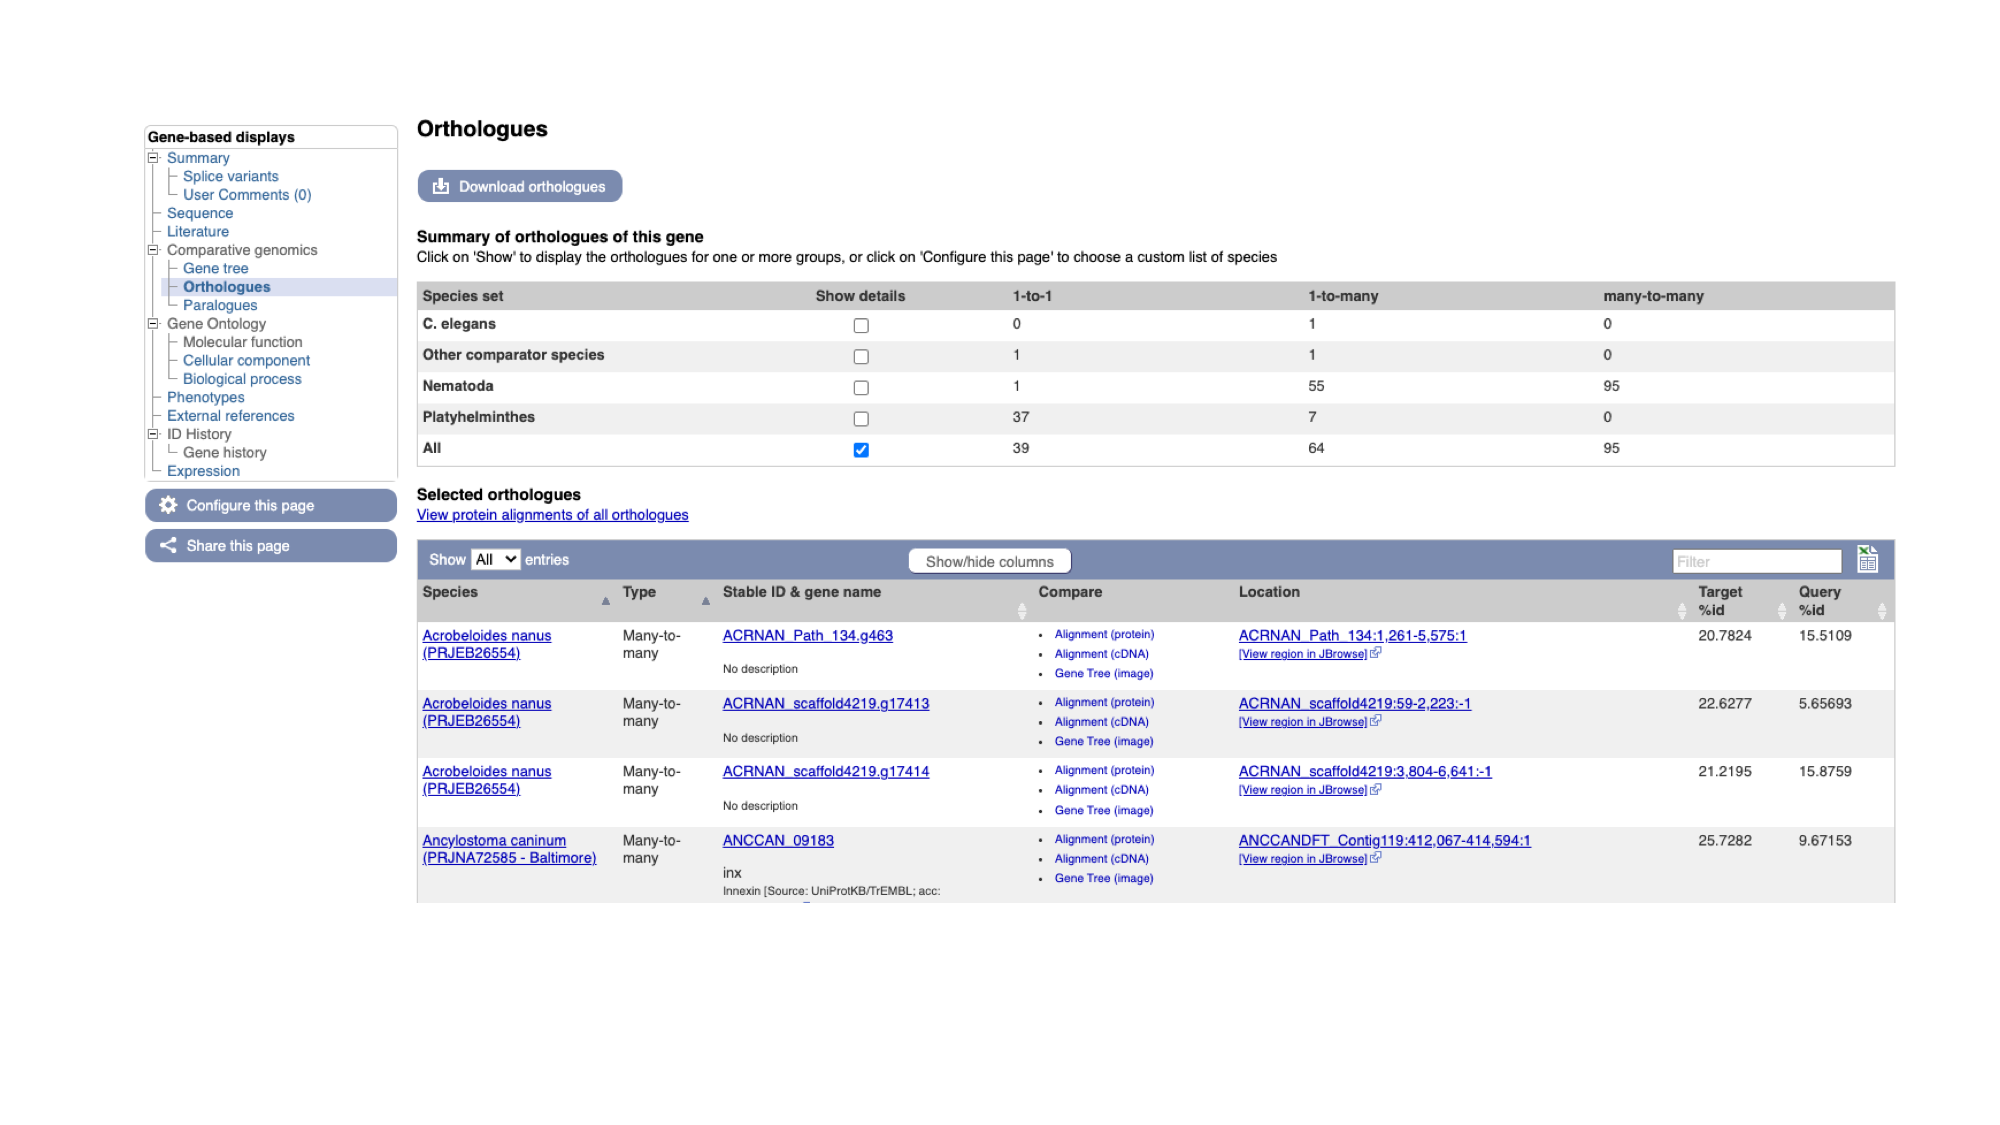 Gene-based displays
Summary
Splice variants
User Comments (0)
Sequence
Literature
Comparative genomics
Gene tree
Orthologues
Paralogues
Gene Ontology
Molecular function
Cellular component
Biological process
Phenotypes
External references
ID History
Gene history
Expression
Configure this page
Share this page
Orthologues
Download orthologues
Summary of orthologues of this gene
Click on 'Show' to display the orthologues for one or more groups, or click on 'Configure this page' to choose a custom list of species
Species set Show details 1-to-1 1-to-many many-to-many
C. elegans 0 1 0
Other comparator species 1 1 0
Nematoda 1 55 95
Platyhelminthes 37 7 0
All 39 64 95
Selected orthologues
View protein alignments of all orthologues
Show All entries Show/hide columns Filter
Species Type Stable ID & gene name Compare Location Target %id Query %id
Acrobeloides nanus (PRJEB26554) Many-to-many ACRNAN_Path_134.g463 No description
Alignment (protein)
Alignment (cDNA)
Gene Tree (image)
ACRNAN_Path_134:1,261-5,575:1
[View region in JBrowse]
20.7824 15.5109
Acrobeloides nanus (PRJEB26554) Many-to-many ACRNAN_scaffold4219.g17413 No description
Alignment (protein)
Alignment (cDNA)
Gene Tree (image)
ACRNAN_scaffold4219:59-2,223:-1
[View region in JBrowse]
22.6277 5.65693
Acrobeloides nanus (PRJEB26554) Many-to-many ACRNAN_scaffold4219.g17414 No description
Alignment (protein)
Alignment (cDNA)
Gene Tree (image)
ACRNAN_scaffold4219:3,804-6,641:-1
[View region in JBrowse]
21.2195 15.8759
Ancylostoma caninum (PRJNA72585 - Baltimore) Many-to-many ANCCAN_09183
inx
Innexin [Source: UniProtKB/TrEMBL; acc:
Alignment (protein)
Alignment (cDNA)
Gene Tree (image)
ANCCANDFT_Contig119:412,067-414,594:1
[View region in JBrowse]
25.7282 9.67153